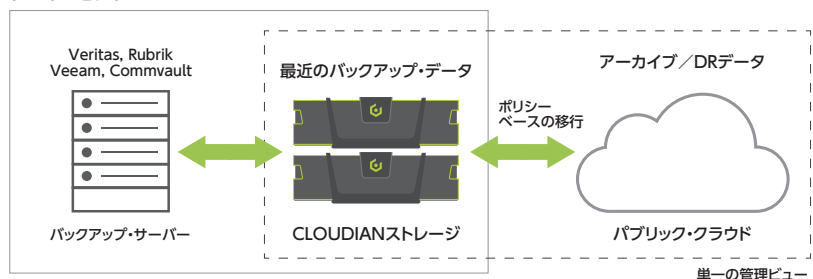 Veritas, Rubrik
Veeam, Commvault
バックアップ・サーバー
最近のバックアップ・データ
CLOUDIANストレージ
ポリシー
ベースの移行
アーカイブ／DRデータ
パブリック・クラウド
単一の管理ビュー